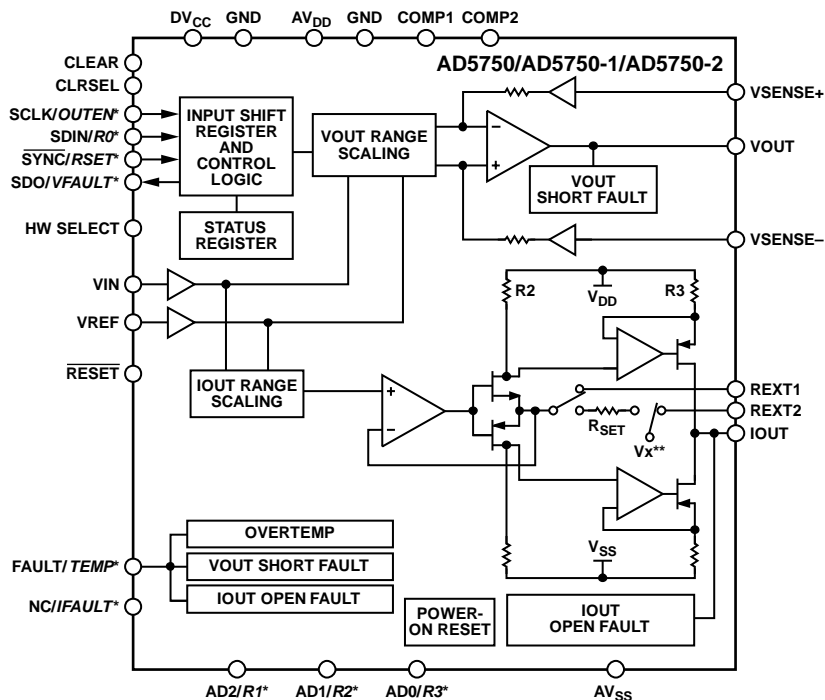 DVCC GND AVDD GND COMP1 COMP2
AD5750/AD5750-1/AD5750-2
CLEAR
CLRSEL
SCLK/OUTEN*
SDIN/R0*
SYNC/RSET*
SDO/VFAULT*
HW SELECT
VIN
VREF
RESET
FAULT/TEMP*
NC/IFAULT*
INPUT SHIFT
REGISTER
AND
CONTROL
LOGIC
STATUS
REGISTER
VOUT RANGE
SCALING
IOUT RANGE
SCALING
−
+
VOUT
SHORT FAULT
VSENSE+
VOUT
VSENSE–
R2
VDD
R3
+
−
RSET
Vx**
REXT1
REXT2
IOUT
VSS
OVERTEMP
VOUT SHORT FAULT
IOUT OPEN FAULT
POWER-
ON RESET
IOUT
OPEN FAULT
AD2/R1* AD1/R2* AD0/R3* AVSS